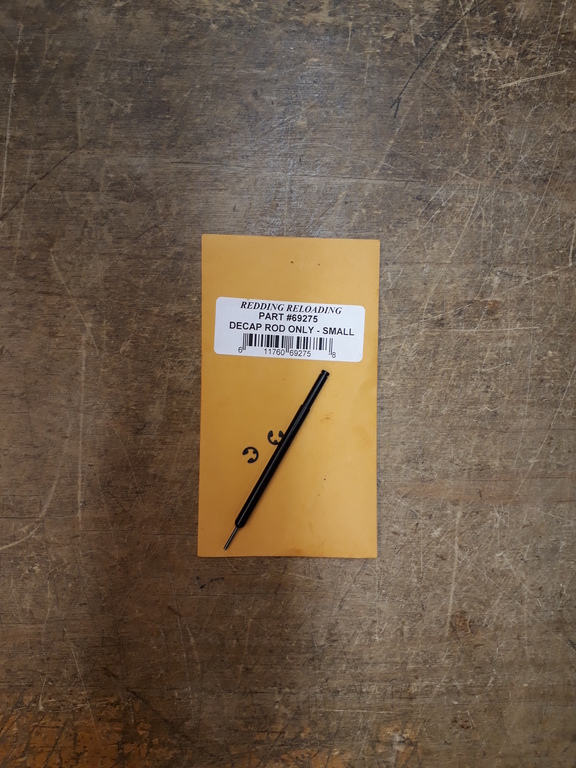 REDDING RELOADING
PART #69275
DECAP ROD ONLY - SMALL
6 11760 69275 8